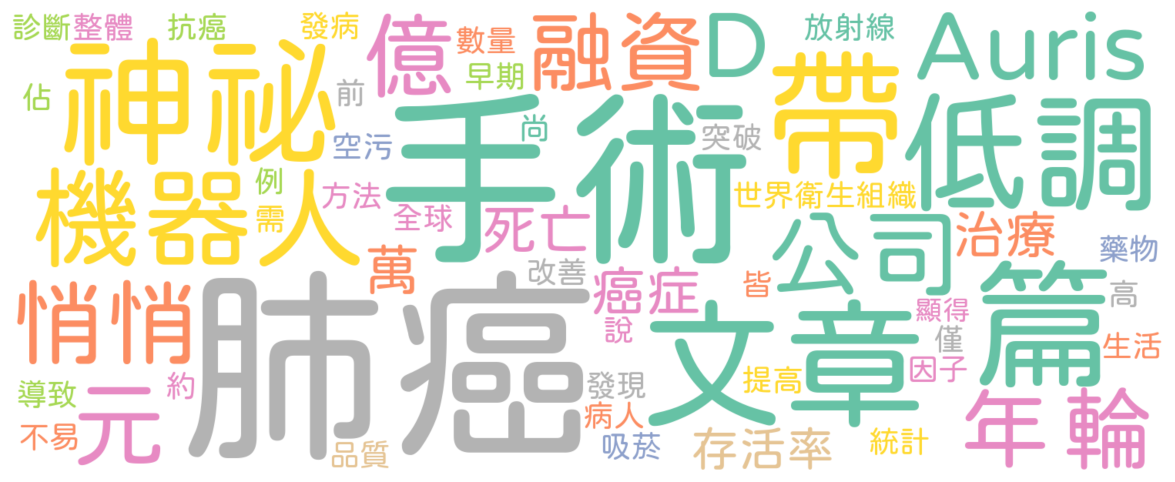 診斷
整體
抗癌
發病
億
數量
融資
D
放射線
Auris
神祕
早期
帶
低調
佔
前
手術
尚
空污
突破
機器人
例
方法
世界衛生組織
需
全球
死亡
公司
治療
萬
改善
癌症
皆
藥物
悄悄
肺癌
說
文章
顯得
篇
高
僅
生活
導致
元
約
發現
提高
因子
年
輪
不易
品質
病人
吸菸
存活率
統計